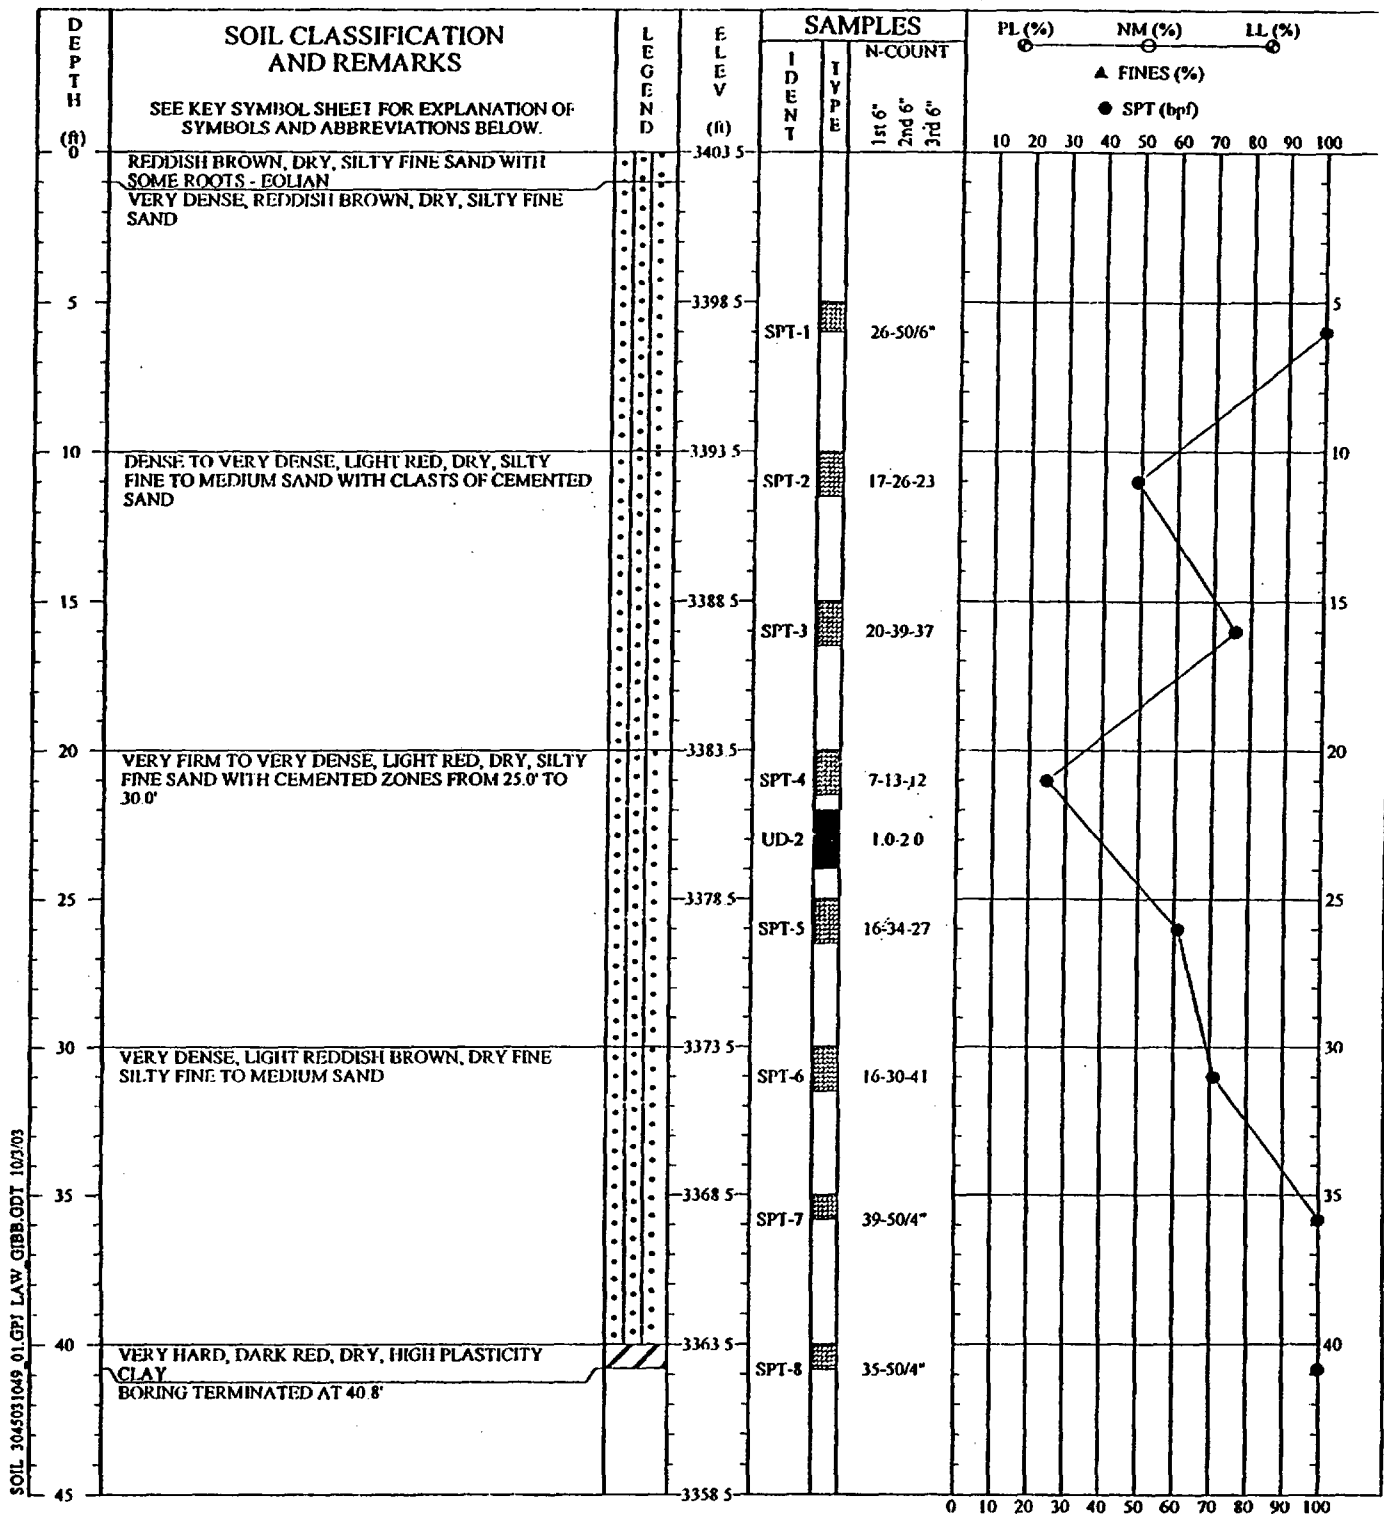 DEPTH
(ft)
SOIL CLASSIFICATION
AND REMARKS
SEE KEY SYMBOL SHEET FOR EXPLANATION OF
SYMBOLS AND ABBREVIATIONS BELOW.
LEGEND
ELEV
(ft)
SAMPLES
IDENT
TYPE
N-COUNT
1st 6"
2nd 6"
3rd 6"
PL (%) NM (%) LL (%)
▲ FINES (%)
● SPT (bpf)
10 20 30 40 50 60 70 80 90 100
0
3403 5
REDDISH BROWN, DRY, SILTY FINE SAND WITH
SOME ROOTS - EOLIAN
VERY DENSE, REDDISH BROWN, DRY, SILTY FINE
SAND
5 3398 5 5
SPT-1 26-50/6"
10 3393 5 10
DENSE TO VERY DENSE, LIGHT RED, DRY, SILTY
FINE TO MEDIUM SAND WITH CLASTS OF CEMENTED
SAND
SPT-2 17-26-23
15 3388 5 15
SPT-3 20-39-37
20 3383 5 20
VERY FIRM TO VERY DENSE, LIGHT RED, DRY, SILTY
FINE SAND WITH CEMENTED ZONES FROM 25.0' TO
30.0'
SPT-4 7-13-12
UD-2 1.0-2 0
25 3378 5 25
SPT-5 16-34-27
30 3373 5 30
VERY DENSE, LIGHT REDDISH BROWN, DRY FINE
SILTY FINE TO MEDIUM SAND
SPT-6 16-30-41
35 3368 5 35
SPT-7 39-50/4"
40 3363 5 40
VERY HARD, DARK RED, DRY, HIGH PLASTICITY
CLAY
SPT-8 35-50/4"
BORING TERMINATED AT 40 8'
45 3358 5
0 10 20 30 40 50 60 70 80 90 100
SOIL 3045031049_01.GPJ LAW_GIBB.GDT 10/3/03